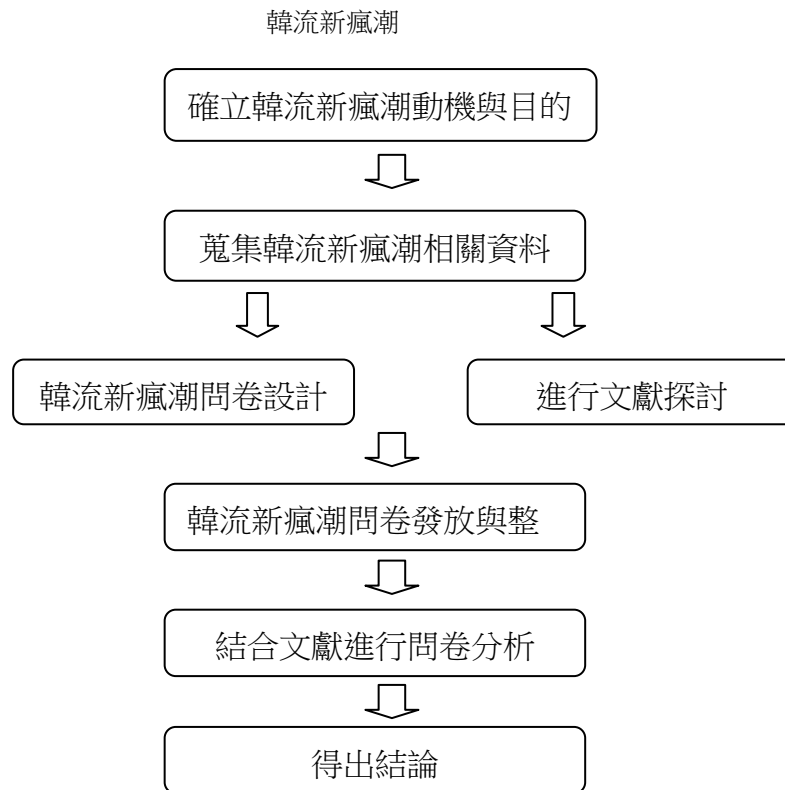 韓流新瘋潮
確立韓流新瘋潮動機與目的
蒐集韓流新瘋潮相關資料
韓流新瘋潮問卷設計
進行文獻探討
韓流新瘋潮問卷發放與整
結合文獻進行問卷分析
得出結論